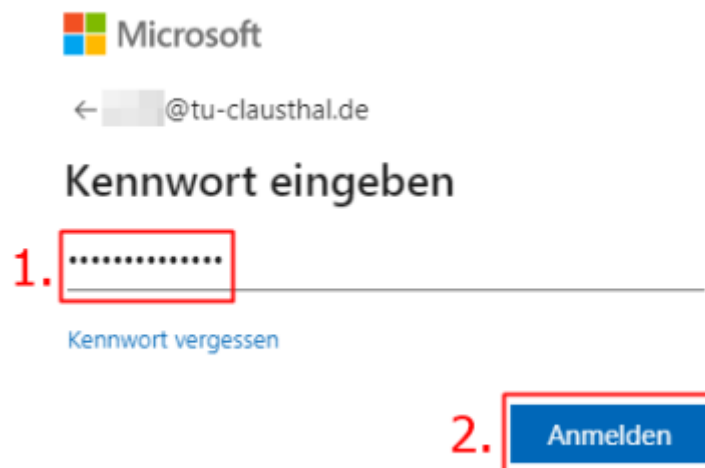 Microsoft
← @tu-clausthal.de
Kennwort eingeben
1. ••••••••••••••
Kennwort vergessen
2. Anmelden